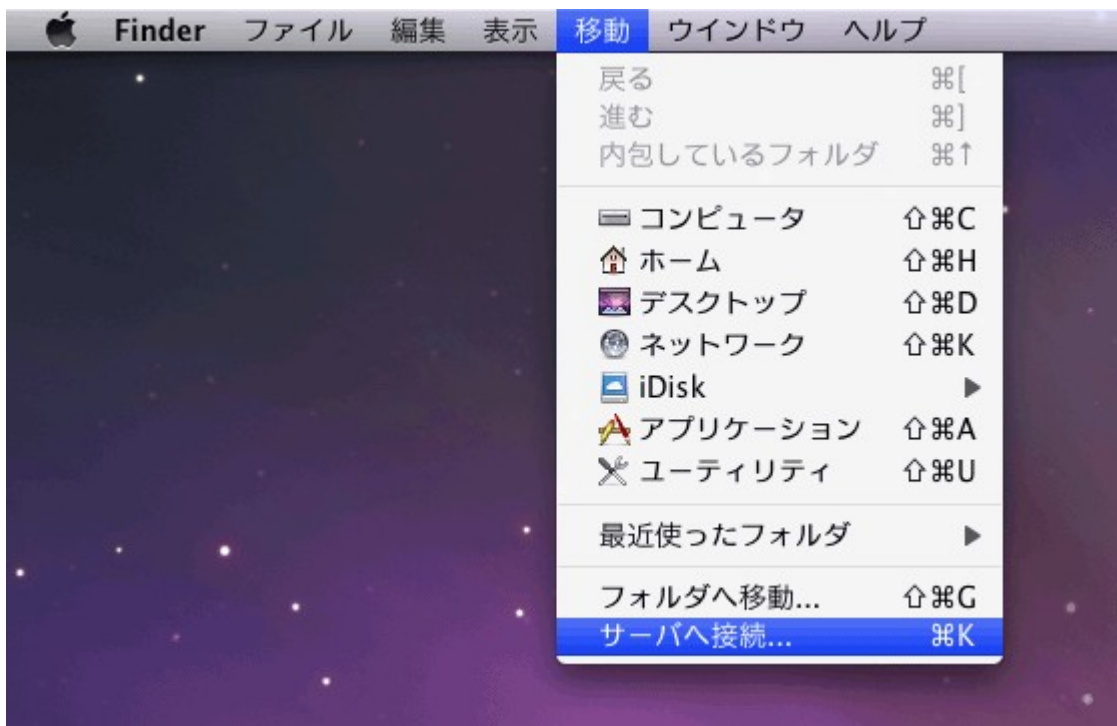 Finder ファイル 編集 表示 移動 ウインドウ ヘルプ
戻る ⌘[
進む ⌘]
内包しているフォルダ ⌘↑
コンピュータ ⇧⌘C
ホーム ⇧⌘H
デスクトップ ⇧⌘D
ネットワーク ⇧⌘K
iDisk ▶
アプリケーション ⇧⌘A
ユーティリティ ⇧⌘U
最近使ったフォルダ ▶
フォルダへ移動... ⇧⌘G
サーバへ接続... ⌘K